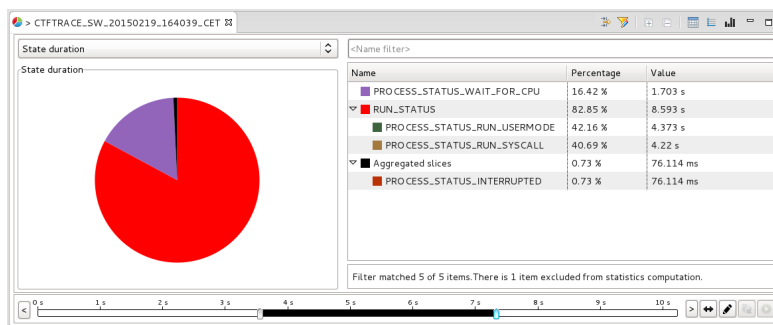 > CTFTRACE_SW_20150219_164039_CET
State duration
<Name filter>
State duration
Name Percentage Value
PROCESS_STATUS_WAIT_FOR_CPU 16.42 % 1.703 s
RUN_STATUS 82.85 % 8.593 s
PROCESS_STATUS_RUN_USERMODE 42.16 % 4.373 s
PROCESS_STATUS_RUN_SYSCALL 40.69 % 4.22 s
Aggregated slices 0.73 % 76.114 ms
PROCESS_STATUS_INTERRUPTED 0.73 % 76.114 ms
Filter matched 5 of 5 items.There is 1 item excluded from statistics computation.
0 s 1 s 2 s 3 s 4 s 5 s 6 s 7 s 8 s 9 s 10 s
< >